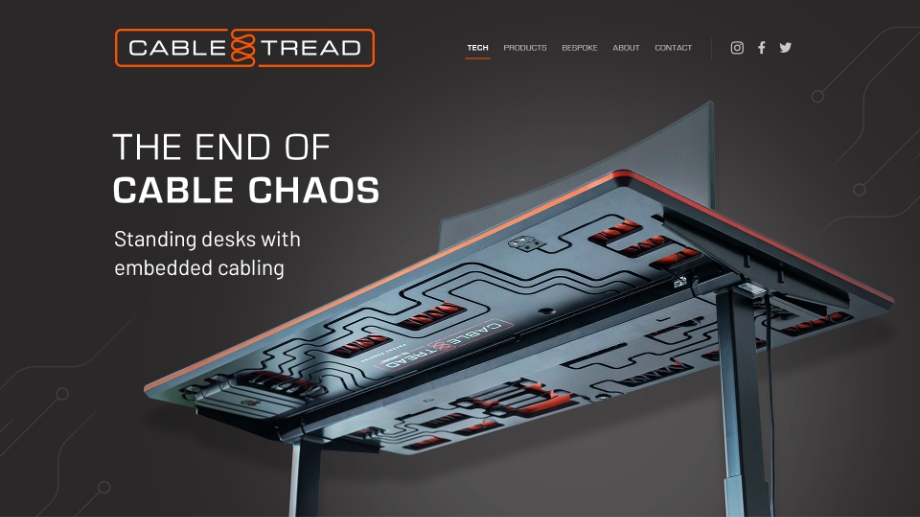 CABLE TREAD
TECH PRODUCTS BESPOKE ABOUT CONTACT
THE END OF
CABLE CHAOS
Standing desks with
embedded cabling
CABLE TREAD